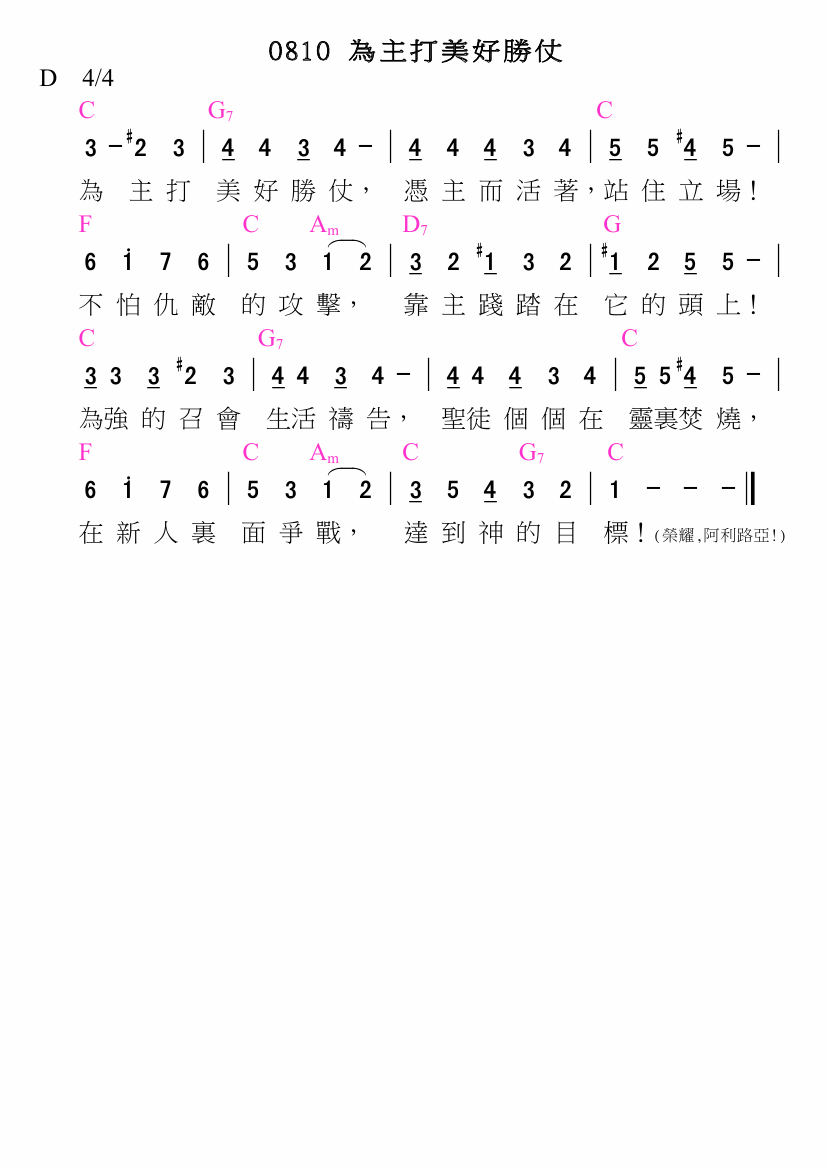 0810 為主打美好勝仗
D 4/4
C G7 C
3 - #2 3 | 4 4 3 4 - | 4 4 4 3 4 | 5 5 #4 5 - |
為 主 打 美 好 勝 仗， 憑 主 而 活 著，站 住 立 場！
F C Am D7 G
6 i 7 6 | 5 3 1 2 | 3 2 #1 3 2 | #1 2 5 5 - |
不 怕 仇 敵 的 攻 擊， 靠 主 踐 踏 在 它 的 頭 上！
C G7 C
3 3 3 #2 3 | 4 4 3 4 - | 4 4 4 3 4 | 5 5 #4 5 - |
為強 的 召 會 生活 禱 告， 聖徒 個 個 在 靈裏焚 燒，
F C Am C G7 C
6 i 7 6 | 5 3 1 2 | 3 5 4 3 2 | 1 - - - ‖
在 新 人 裏 面 爭 戰， 達 到 神 的 目 標！(榮耀,阿利路亞!)